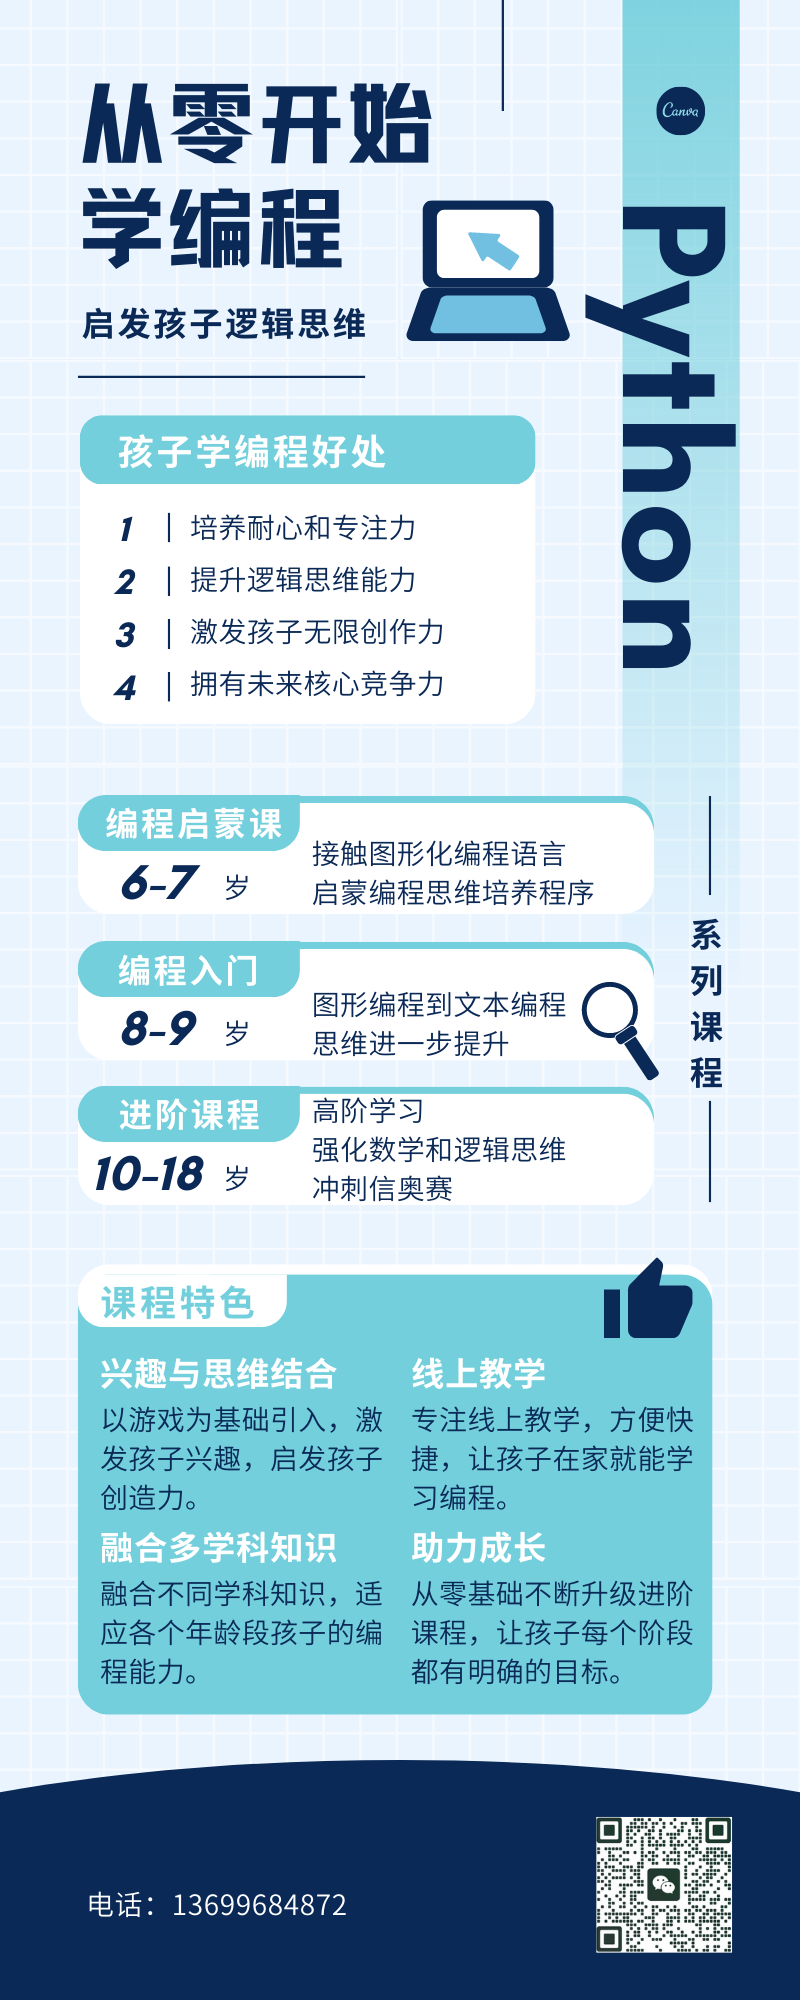 从零开始
学编程
启发孩子逻辑思维
Canva
Python
孩子学编程好处
1 | 培养耐心和专注力
2 | 提升逻辑思维能力
3 | 激发孩子无限创作力
4 | 拥有未来核心竞争力
编程启蒙课
6-7 岁
接触图形化编程语言
启蒙编程思维培养程序
编程入门
8-9 岁
图形编程到文本编程
思维进一步提升
进阶课程
10-18 岁
高阶学习
强化数学和逻辑思维
冲刺信奥赛
系列课程
课程特色
兴趣与思维结合
以游戏为基础引入，激
发孩子兴趣，启发孩子
创造力。
线上教学
专注线上教学，方便快
捷，让孩子在家就能学
习编程。
融合多学科知识
融合不同学科知识，适
应各个年龄段孩子的编
程能力。
助力成长
从零基础不断升级进阶
课程，让孩子每个阶段
都有明确的目标。
电话：13699684872